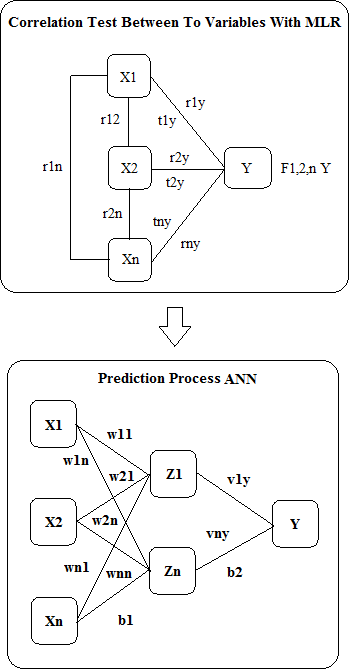 Correlation Test Between To Variables With MLR
X1
r1y
r12
t1y
r1n
r2y
X2
Y
F1,2,n Y
t2y
r2n
tny
rny
Xn
Prediction Process ANN
X1
w11
w1n
Z1
w21
v1y
X2
w2n
Y
vny
wn1
wnn
Zn
b2
Xn
b1